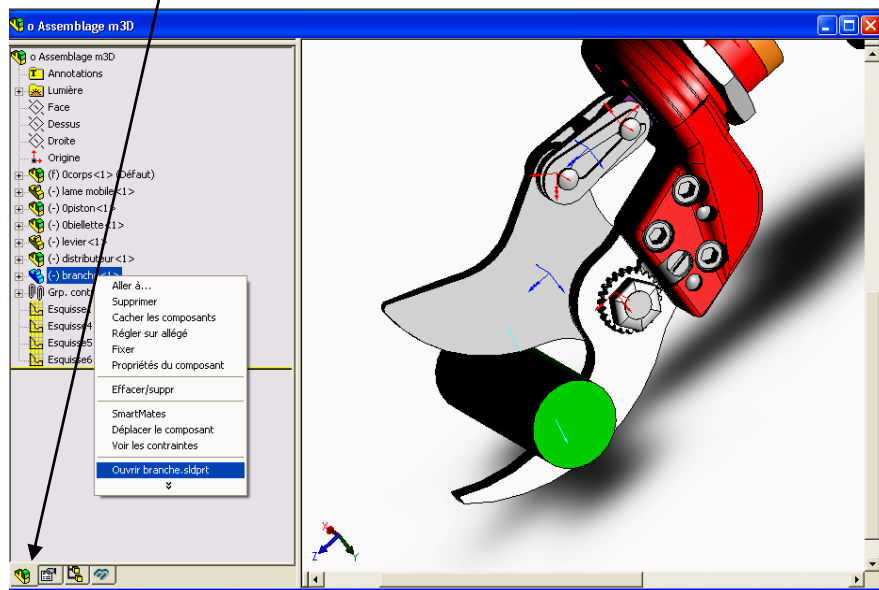 o Assemblage m3D
o Assemblage m3D
Annotations
Lumière
Face
Dessus
Droite
Origine
(f) 0corps<1> (Défaut)
(-) lame mobile<1>
(-) 0piston<1>
(-) 0biellette<1>
(-) levier<1>
(-) distributeur<1>
(-) branche<1>
Grp. cont
Esquisse1
Esquisse4
Esquisse5
Esquisse6
Aller à...
Supprimer
Cacher les composants
Régler sur allégé
Fixer
Propriétés du composant
Effacer/suppr
SmartMates
Déplacer le composant
Voir les contraintes
Ouvrir branche.sldprt
X
Z
Y